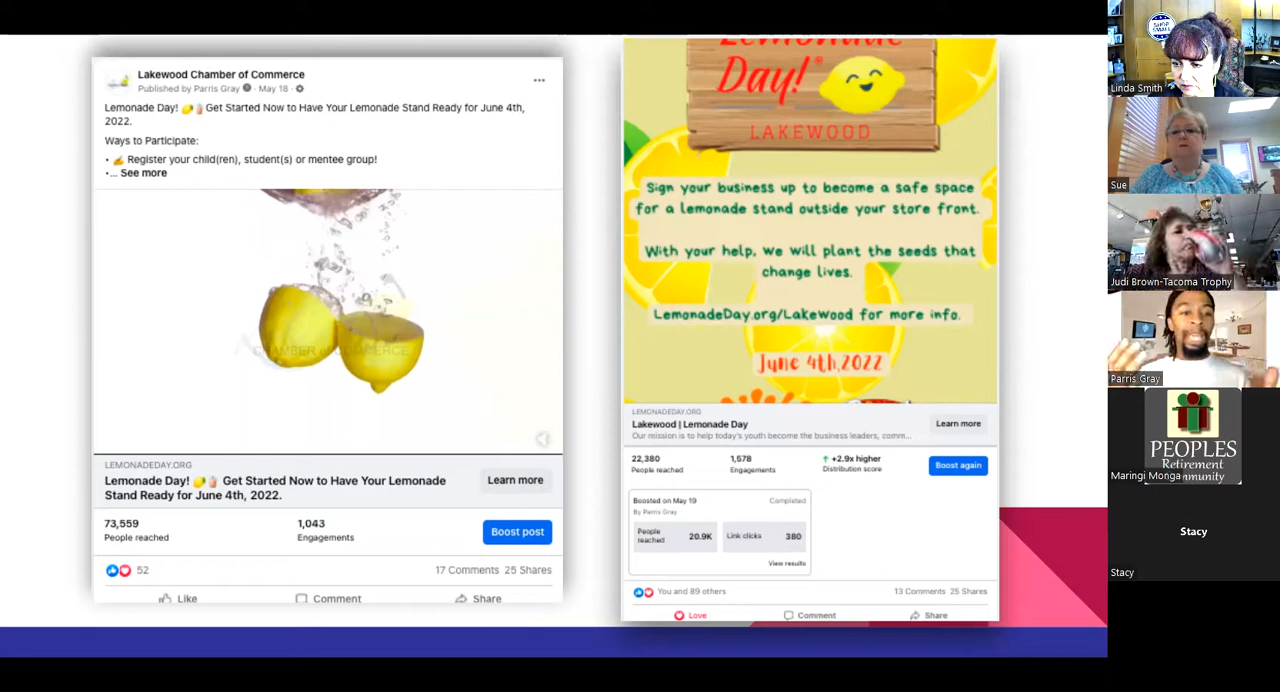 Lakewood Chamber of Commerce
Published by Parris Gray · May 18 ·
Lemonade Day! Get Started Now to Have Your Lemonade Stand Ready for June 4th,
2022.
Ways to Participate:
• Register your child(ren), student(s) or mentee group!
•... See more
CHAMBER of COMMERCE
LEMONADEDAY.ORG
Lemonade Day! Get Started Now to Have Your Lemonade
Stand Ready for June 4th, 2022.
Learn more
73,559
People reached
1,043
Engagements
Boost post
52
17 Comments 25 Shares
Like
Comment
Share
Lemonade
Day!®
LAKEWOOD
Sign your business up to become a safe space
for a lemonade stand outside your store front.
With your help, we will plant the seeds that
change lives.
LemonadeDay.org/Lakewood for more info.
June 4th,2022
LEMONADEDAY.ORG
Lakewood | Lemonade Day
Our mission is to help today's youth become the business leaders, comm...
Learn more
22,380
People reached
1,578
Engagements
+2.9x higher
Distribution score
Boost again
Boosted on May 19
Completed
By Parris Gray
People
reached
20.9K
Link clicks
380
View results
You and 89 others
13 Comments 25 Shares
Love
Comment
Share
SHOP
SMALL
Linda Smith
Sue
Judi Brown-Tacoma Trophy
Parris Gray
PEOPLES
Retirement
Community
Maringi Monga
Stacy
Stacy